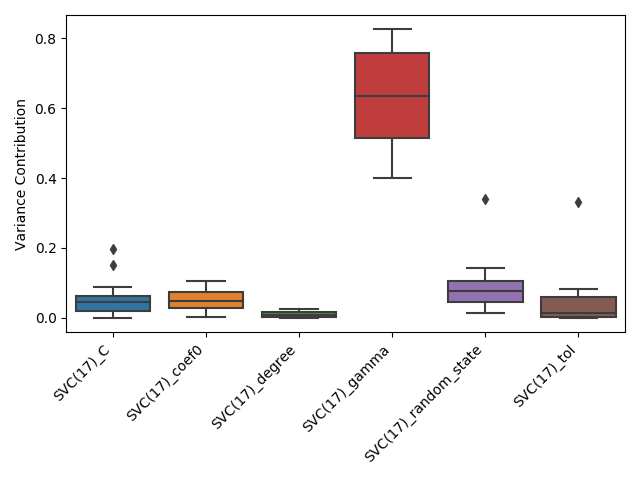 Variance Contribution
0.8
0.6
0.4
0.2
0.0
SVC(17)_C
SVC(17)_coef0
SVC(17)_degree
SVC(17)_gamma
SVC(17)_random_state
SVC(17)_tol